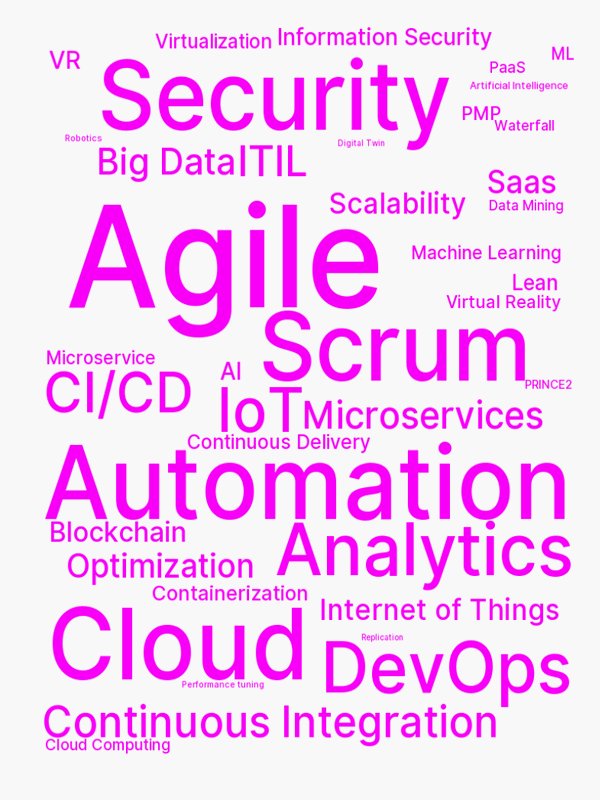 Virtualization
Information Security
VR
ML
Security
PaaS
Artificial Intelligence
PMP
Waterfall
Robotics
Digital Twin
Big Data
ITIL
Saas
Scalability
Data Mining
Agile
Machine Learning
Lean
Virtual Reality
Scrum
Microservice
AI
CI/CD
PRINCE2
IoT
Microservices
Continuous Delivery
Automation
Blockchain
Analytics
Optimization
Containerization
Internet of Things
Cloud
Replication
DevOps
Performance tuning
Continuous Integration
Cloud Computing